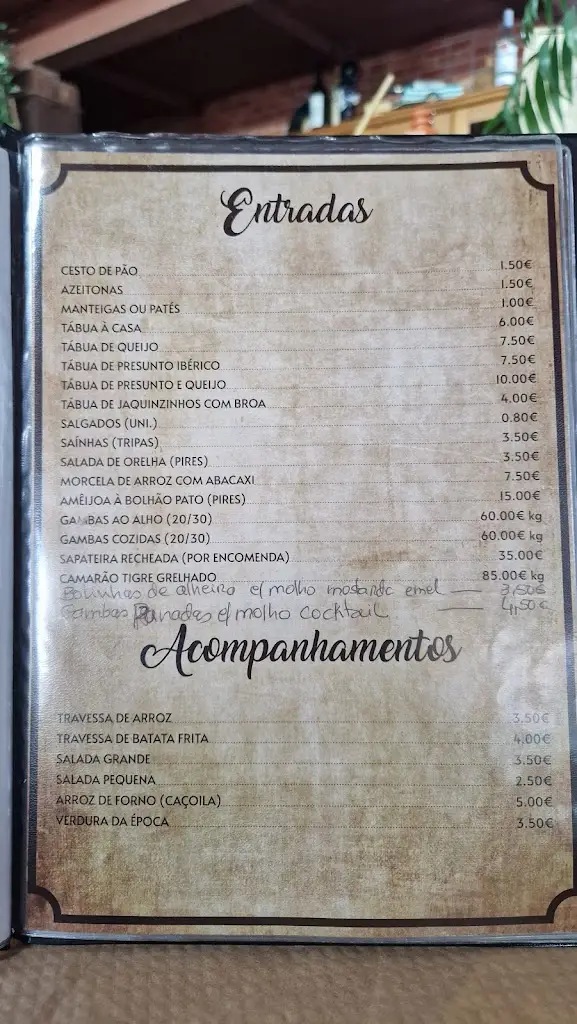 Entradas
CESTO DE PÃO 1.50€
AZEITONAS 1.50€
MANTEIGAS OU PATÉS 1.00€
TÁBUA À CASA 6.00€
TÁBUA DE QUEIJO 7.50€
TÁBUA DE PRESUNTO IBÉRICO 7.50€
TÁBUA DE PRESUNTO E QUEIJO 10.00€
TÁBUA DE JAQUINZINHOS COM BROA 4.00€
SALGADOS (UNI.) 0.80€
SAÍNHAS (TRIPAS) 3.50€
SALADA DE ORELHA (PIRES) 3.50€
MORCELA DE ARROZ COM ABACAXI 7.50€
AMÊIJOA À BOLHÃO PATO (PIRES) 15.00€
GAMBAS AO ALHO (20/30) 60.00€ kg
GAMBAS COZIDAS (20/30) 60.00€ kg
SAPATEIRA RECHEADA (POR ENCOMENDA) 35.00€
CAMARÃO TIGRE GRELHADO 85.00€ kg
Bolinhas de alheira c/ molho mostarda e mel — 3,50€
Gambas Panadas c/ molho cocktail — 4,50€
Acompanhamentos
TRAVESSA DE ARROZ 3.50€
TRAVESSA DE BATATA FRITA 4.00€
SALADA GRANDE 3.50€
SALADA PEQUENA 2.50€
ARROZ DE FORNO (CAÇOILA) 5.00€
VERDURA DA ÉPOCA 3.50€